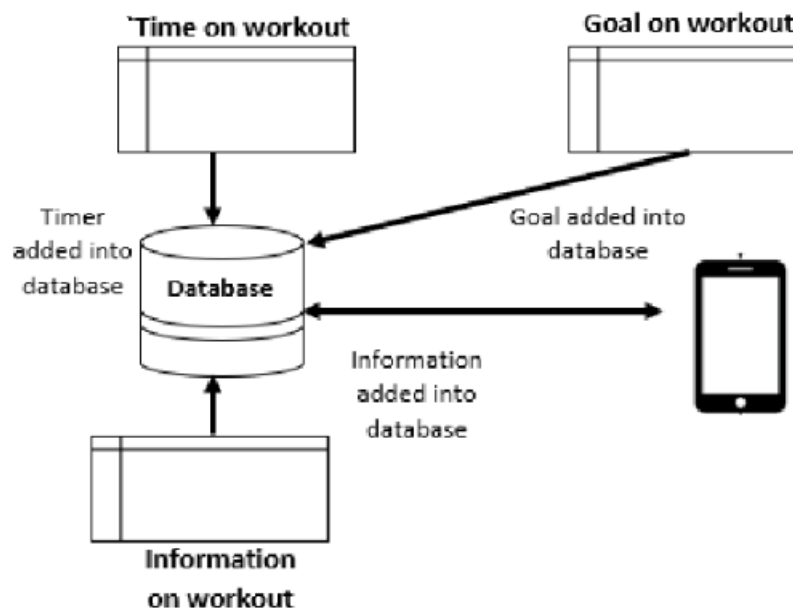 'Time on workout
Goal on workout
Timer
added into
database
Goal added into
database
Database
Information
added into
database
Information
on workout